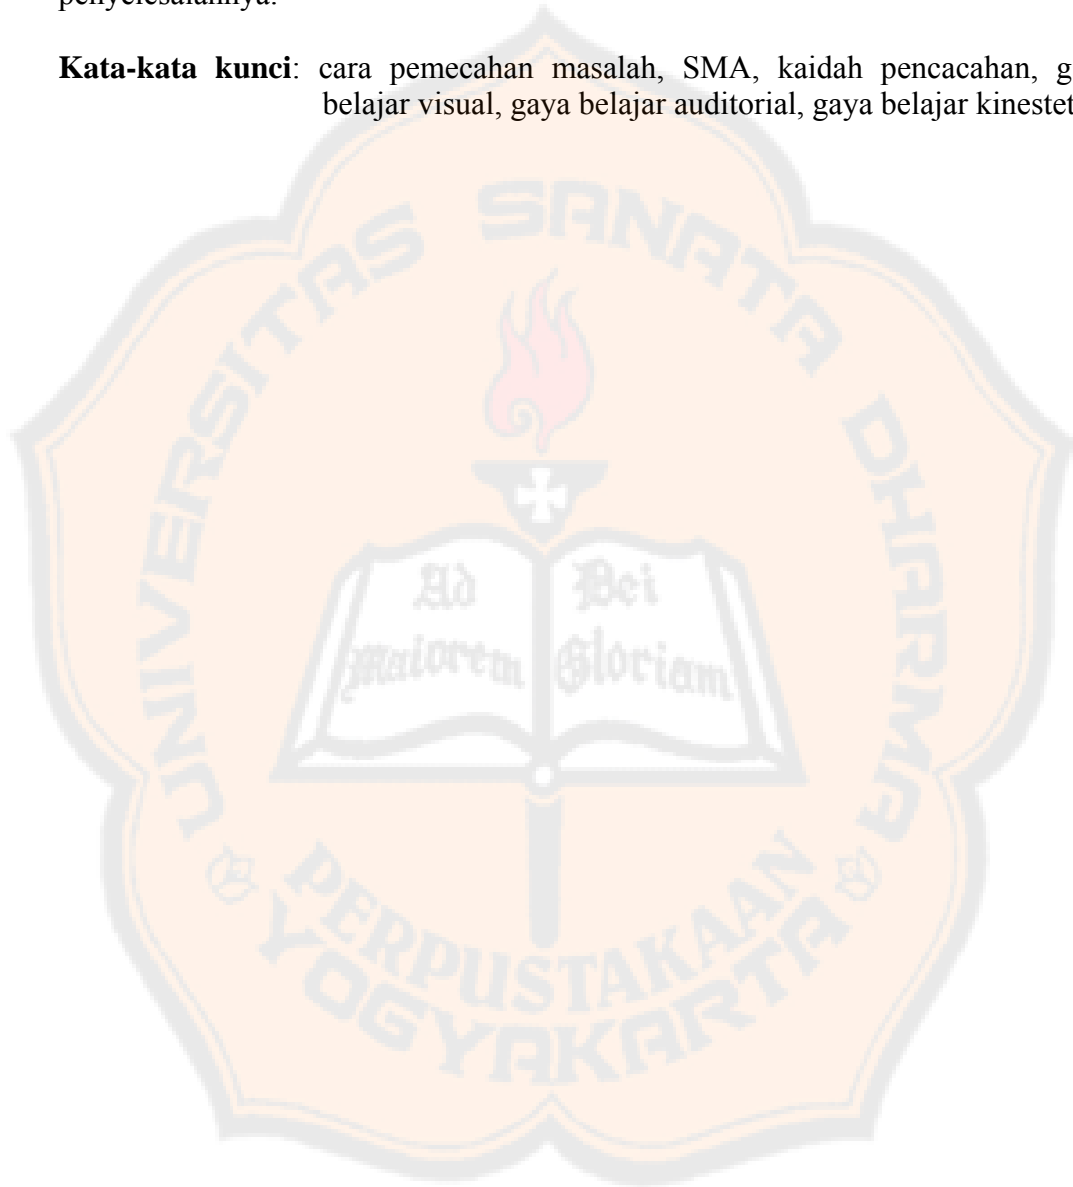 penyelesaiannya.
Kata-kata kunci: cara pemecahan masalah, SMA, kaidah pencacahan, g
belajar visual, gaya belajar auditorial, gaya belajar kinestet
UNIVERSITAS SANATA DHARMA
Ad Dei
maiorem Gloriam
PERPUSTAKAAN
YOGYAKARTA